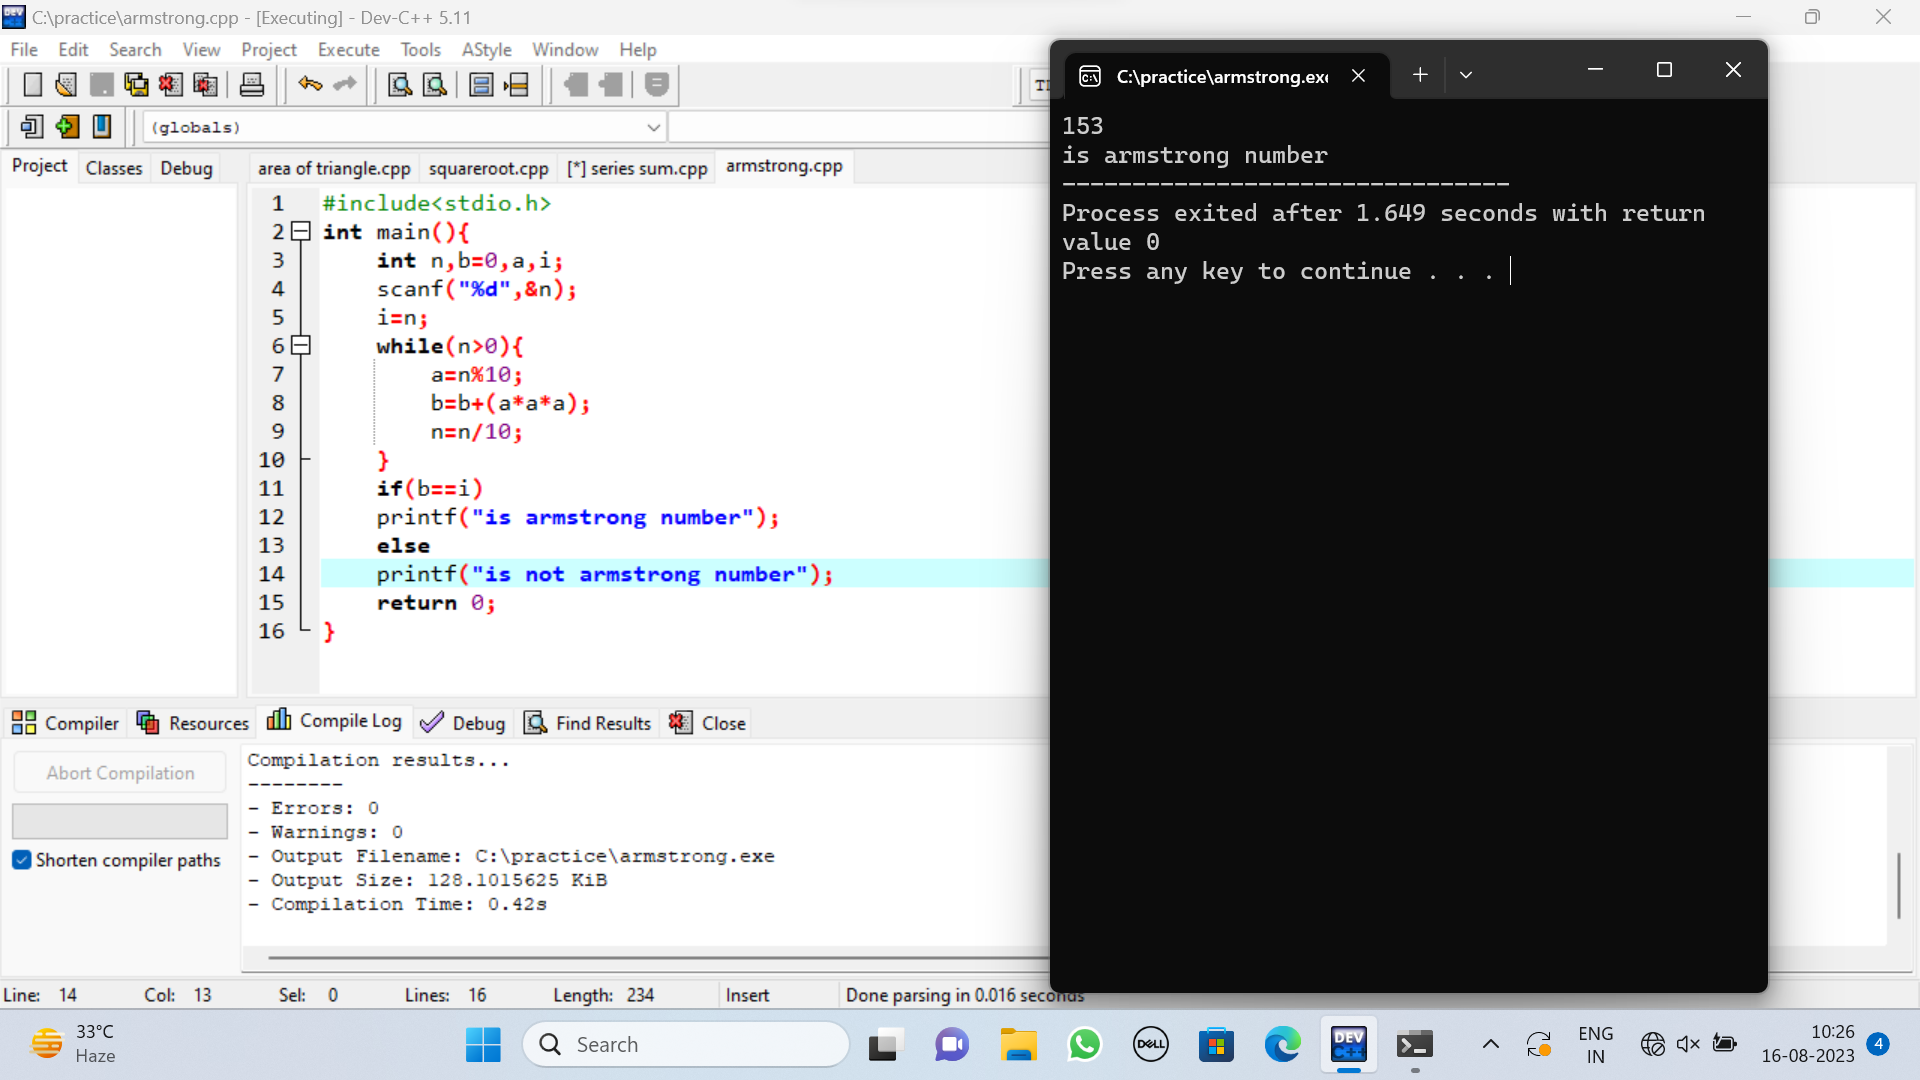 C:\practice\armstrong.cpp - [Executing] - Dev-C++ 5.11
File Edit Search View Project Execute Tools AStyle Window Help
(globals)
Project Classes Debug
area of triangle.cpp squareroot.cpp [*] series sum.cpp armstrong.cpp
1 #include<stdio.h>
2 int main(){
3 int n,b=0,a,i;
4 scanf("%d",&n);
5 i=n;
6 while(n>0){
7 a=n%10;
8 b=b+(a*a*a);
9 n=n/10;
10 }
11 if(b==i)
12 printf("is armstrong number");
13 else
14 printf("is not armstrong number");
15 return 0;
16 }
C:\practice\armstrong.exe
153
is armstrong number
--------------------------------
Process exited after 1.649 seconds with return
value 0
Press any key to continue . . .
Compiler Resources Compile Log Debug Find Results Close
Abort Compilation
Shorten compiler paths
Compilation results...
--------
- Errors: 0
- Warnings: 0
- Output Filename: C:\practice\armstrong.exe
- Output Size: 128.1015625 KiB
- Compilation Time: 0.42s
Line: 14 Col: 13 Sel: 0 Lines: 16 Length: 234 Insert Done parsing in 0.016 seconds
33°C
Haze
Search
DELL
DEV
C++
ENG
IN
10:26
16-08-2023
4